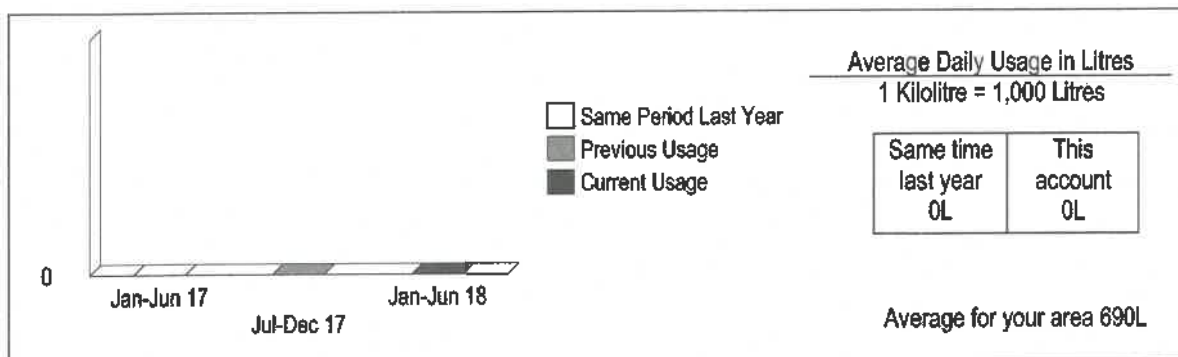 0
Jan-Jun 17
Jul-Dec 17
Jan-Jun 18
Same Period Last Year
Previous Usage
Current Usage
Average Daily Usage in Litres
1 Kilolitre = 1,000 Litres
Same time
last year
0L
This
account
0L
Average for your area 690L